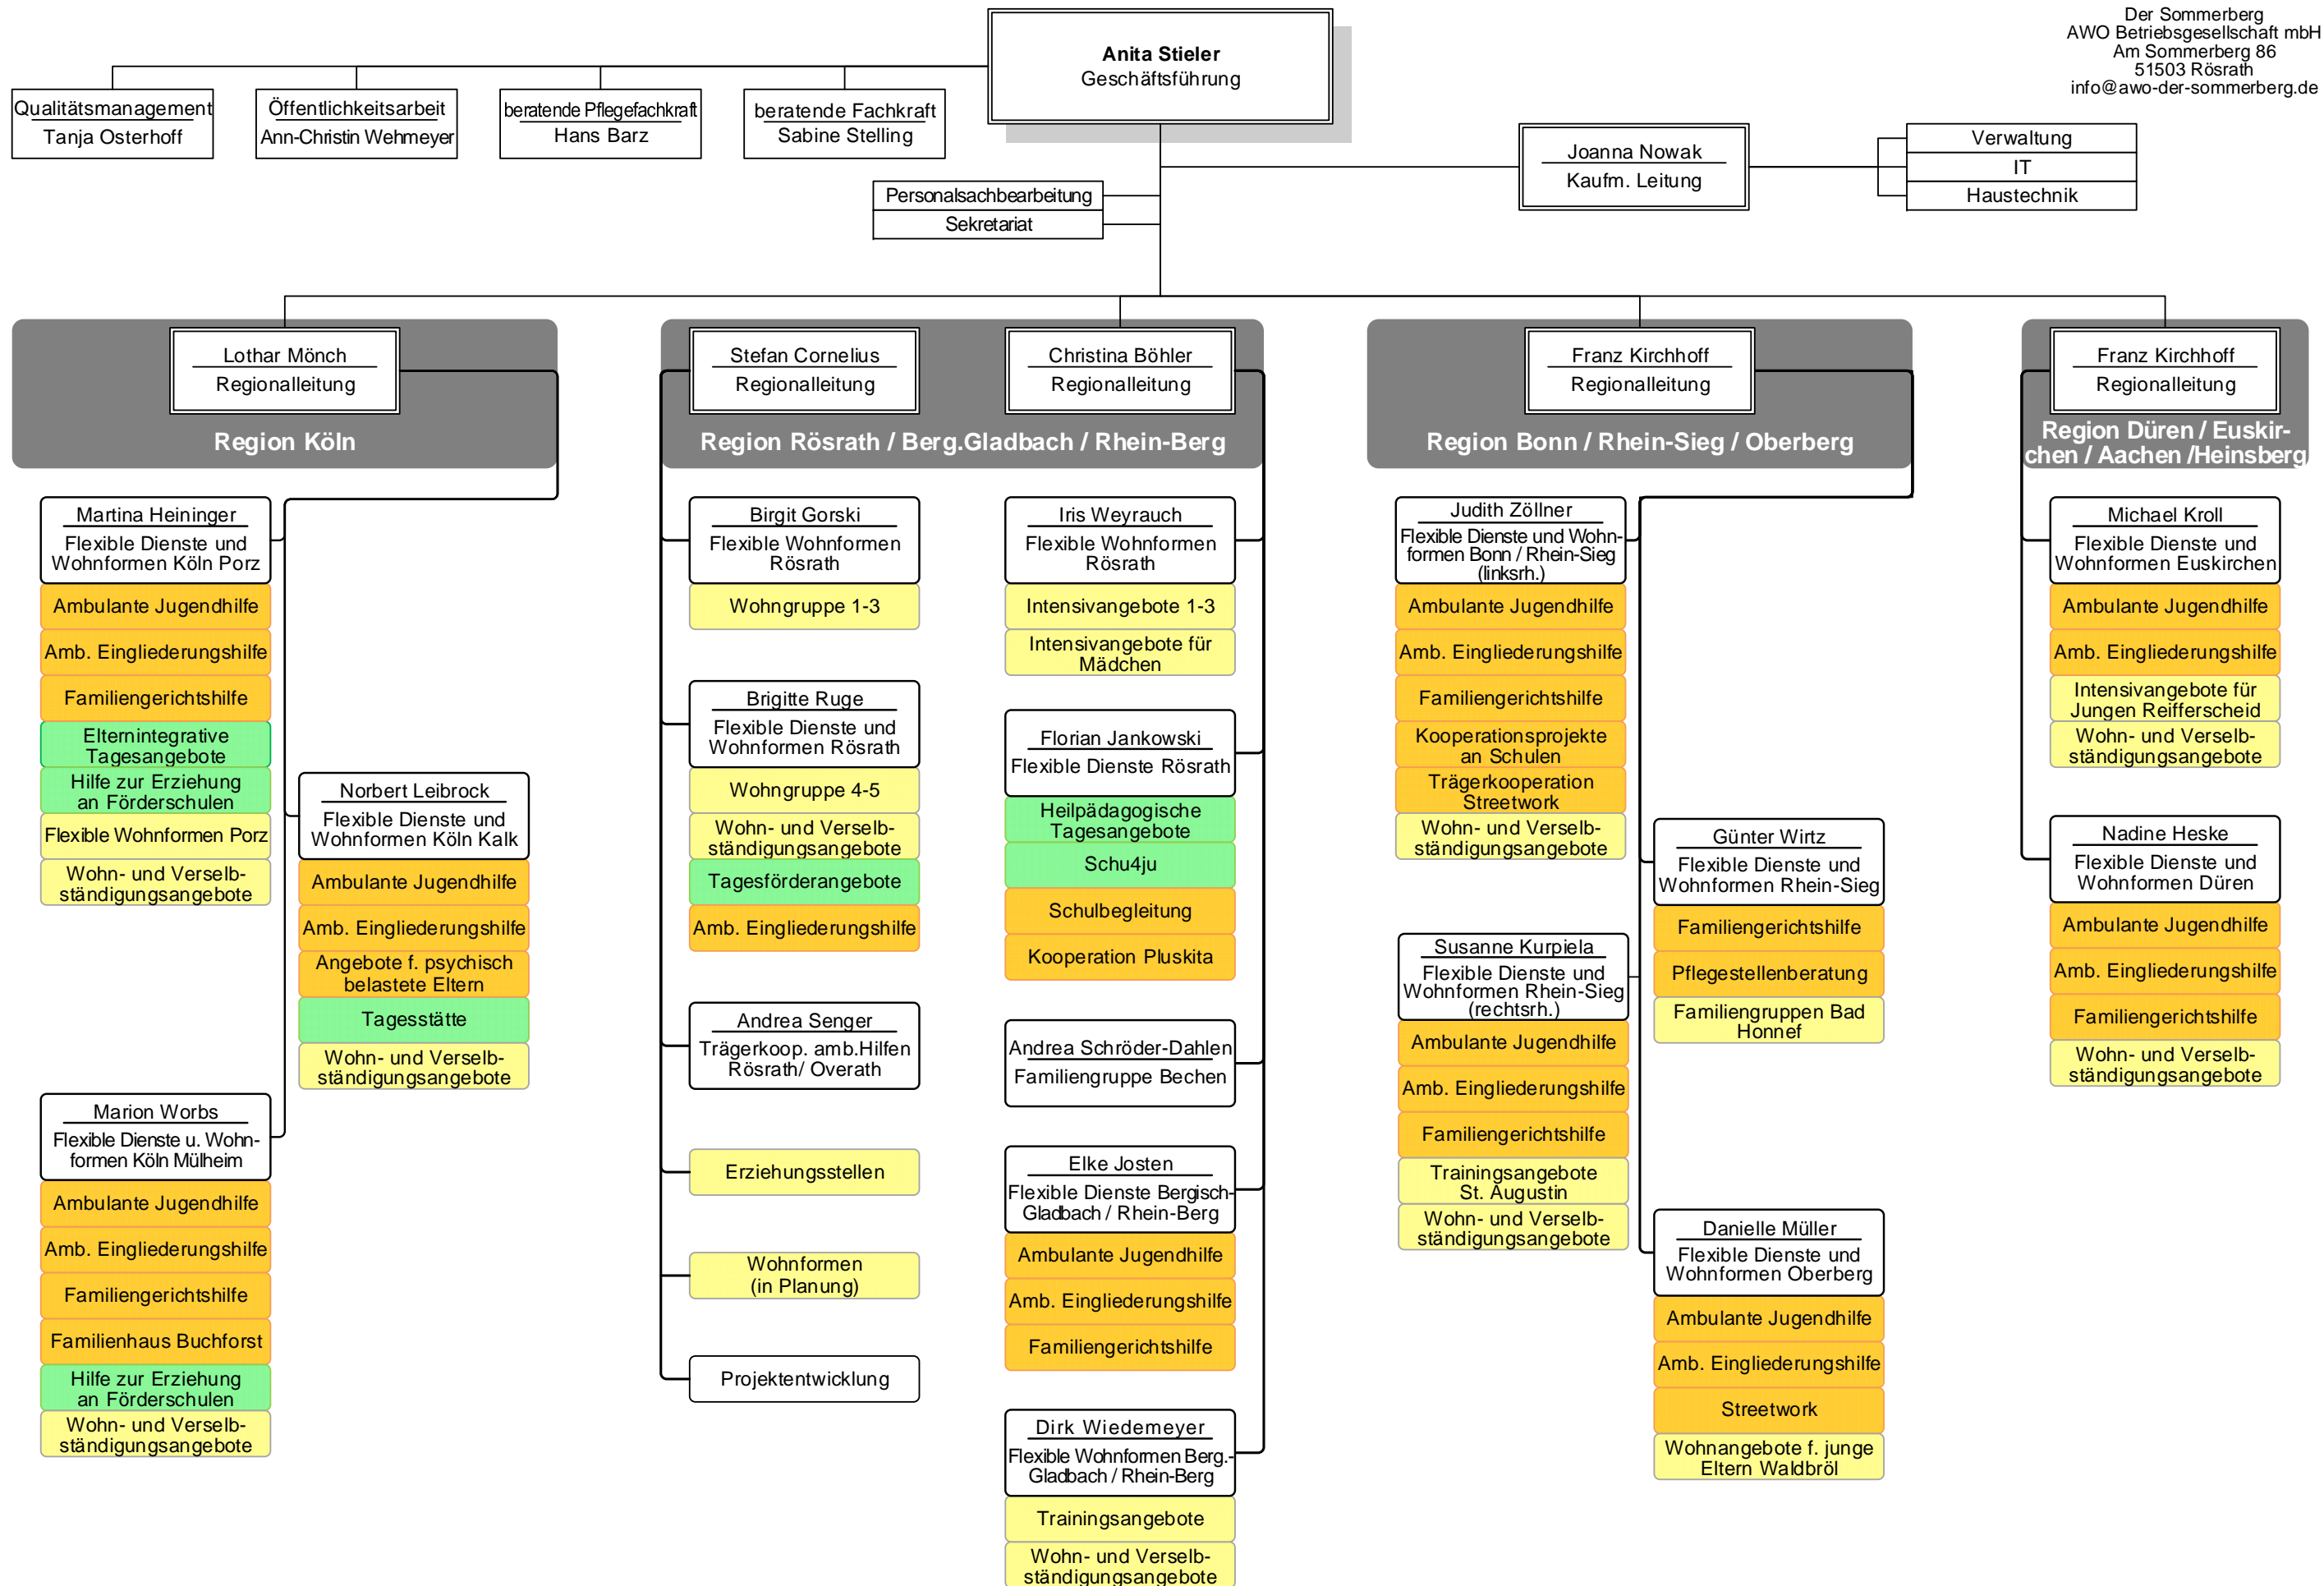 Der Sommerberg
AWO Betriebsgesellschaft mbH
Am Sommerberg 86
51503 Rösrath
info@awo-der-sommerberg.de
Anita Stieler
Geschäftsführung
Qualitätsmanagement
Tanja Osterhoff
Öffentlichkeitsarbeit
Ann-Christin Wehmeyer
beratende Pflegefachkraft
Hans Barz
beratende Fachkraft
Sabine Stelling
Joanna Nowak
Kaufm. Leitung
Verwaltung
IT
Haustechnik
Personalsachbearbeitung
Sekretariat
Lothar Mönch
Regionalleitung
Region Köln
Stefan Cornelius
Regionalleitung
Christina Böhler
Regionalleitung
Region Rösrath / Berg.Gladbach / Rhein-Berg
Franz Kirchhoff
Regionalleitung
Region Bonn / Rhein-Sieg / Oberberg
Franz Kirchhoff
Regionalleitung
Region Düren / Euskir-
chen / Aachen /Heinsberg
Martina Heininger
Flexible Dienste und
Wohnformen Köln Porz
Ambulante Jugendhilfe
Amb. Eingliederungshilfe
Familiengerichtshilfe
Elternintegrative
Tagesangebote
Hilfe zur Erziehung
an Förderschulen
Flexible Wohnformen Porz
Wohn- und Verselb-
ständigungsangebote
Norbert Leibrock
Flexible Dienste und
Wohnformen Köln Kalk
Ambulante Jugendhilfe
Amb. Eingliederungshilfe
Angebote f. psychisch
belastete Eltern
Tagesstätte
Wohn- und Verselb-
ständigungsangebote
Marion Worbs
Flexible Dienste u. Wohn-
formen Köln Mülheim
Ambulante Jugendhilfe
Amb. Eingliederungshilfe
Familiengerichtshilfe
Familienhaus Buchforst
Hilfe zur Erziehung
an Förderschulen
Wohn- und Verselb-
ständigungsangebote
Birgit Gorski
Flexible Wohnformen
Rösrath
Wohngruppe 1-3
Brigitte Ruge
Flexible Dienste und
Wohnformen Rösrath
Wohngruppe 4-5
Wohn- und Verselb-
ständigungsangebote
Tagesförderangebote
Amb. Eingliederungshilfe
Andrea Senger
Trägerkoop. amb.Hilfen
Rösrath/ Overath
Erziehungsstellen
Wohnformen
(in Planung)
Projektentwicklung
Iris Weyrauch
Flexible Wohnformen
Rösrath
Intensivangebote 1-3
Intensivangebote für
Mädchen
Florian Jankowski
Flexible Dienste Rösrath
Heilpädagogische
Tagesangebote
Schu4ju
Schulbegleitung
Kooperation Pluskita
Andrea Schröder-Dahlen
Familiengruppe Bechen
Elke Josten
Flexible Dienste Bergisch-
Gladbach / Rhein-Berg
Ambulante Jugendhilfe
Amb. Eingliederungshilfe
Familiengerichtshilfe
Dirk Wiedemeyer
Flexible Wohnformen Berg.-
Gladbach / Rhein-Berg
Trainingsangebote
Wohn- und Verselb-
ständigungsangebote
Judith Zöllner
Flexible Dienste und Wohn-
formen Bonn / Rhein-Sieg
(linksrh.)
Ambulante Jugendhilfe
Amb. Eingliederungshilfe
Familiengerichtshilfe
Kooperationsprojekte
an Schulen
Trägerkooperation
Streetwork
Wohn- und Verselb-
ständigungsangebote
Susanne Kurpiela
Flexible Dienste und
Wohnformen Rhein-Sieg
(rechtsrh.)
Ambulante Jugendhilfe
Amb. Eingliederungshilfe
Familiengerichtshilfe
Trainingsangebote
St. Augustin
Wohn- und Verselb-
ständigungsangebote
Günter Wirtz
Flexible Dienste und
Wohnformen Rhein-Sieg
Familiengerichtshilfe
Pflegestellenberatung
Familiengruppen Bad
Honnef
Danielle Müller
Flexible Dienste und
Wohnformen Oberberg
Ambulante Jugendhilfe
Amb. Eingliederungshilfe
Streetwork
Wohnangebote f. junge
Eltern Waldbröl
Michael Kroll
Flexible Dienste und
Wohnformen Euskirchen
Ambulante Jugendhilfe
Amb. Eingliederungshilfe
Intensivangebote für
Jungen Reifferscheid
Wohn- und Verselb-
ständigungsangebote
Nadine Heske
Flexible Dienste und
Wohnformen Düren
Ambulante Jugendhilfe
Amb. Eingliederungshilfe
Familiengerichtshilfe
Wohn- und Verselb-
ständigungsangebote